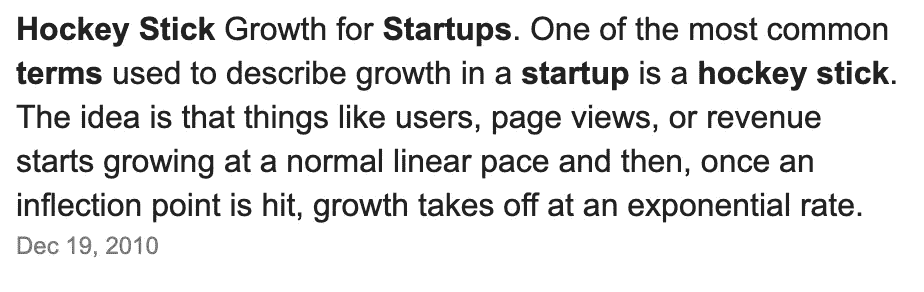 Hockey Stick Growth for Startups. One of the most common
terms used to describe growth in a startup is a hockey stick.
The idea is that things like users, page views, or revenue
starts growing at a normal linear pace and then, once an
inflection point is hit, growth takes off at an exponential rate.
Dec 19, 2010